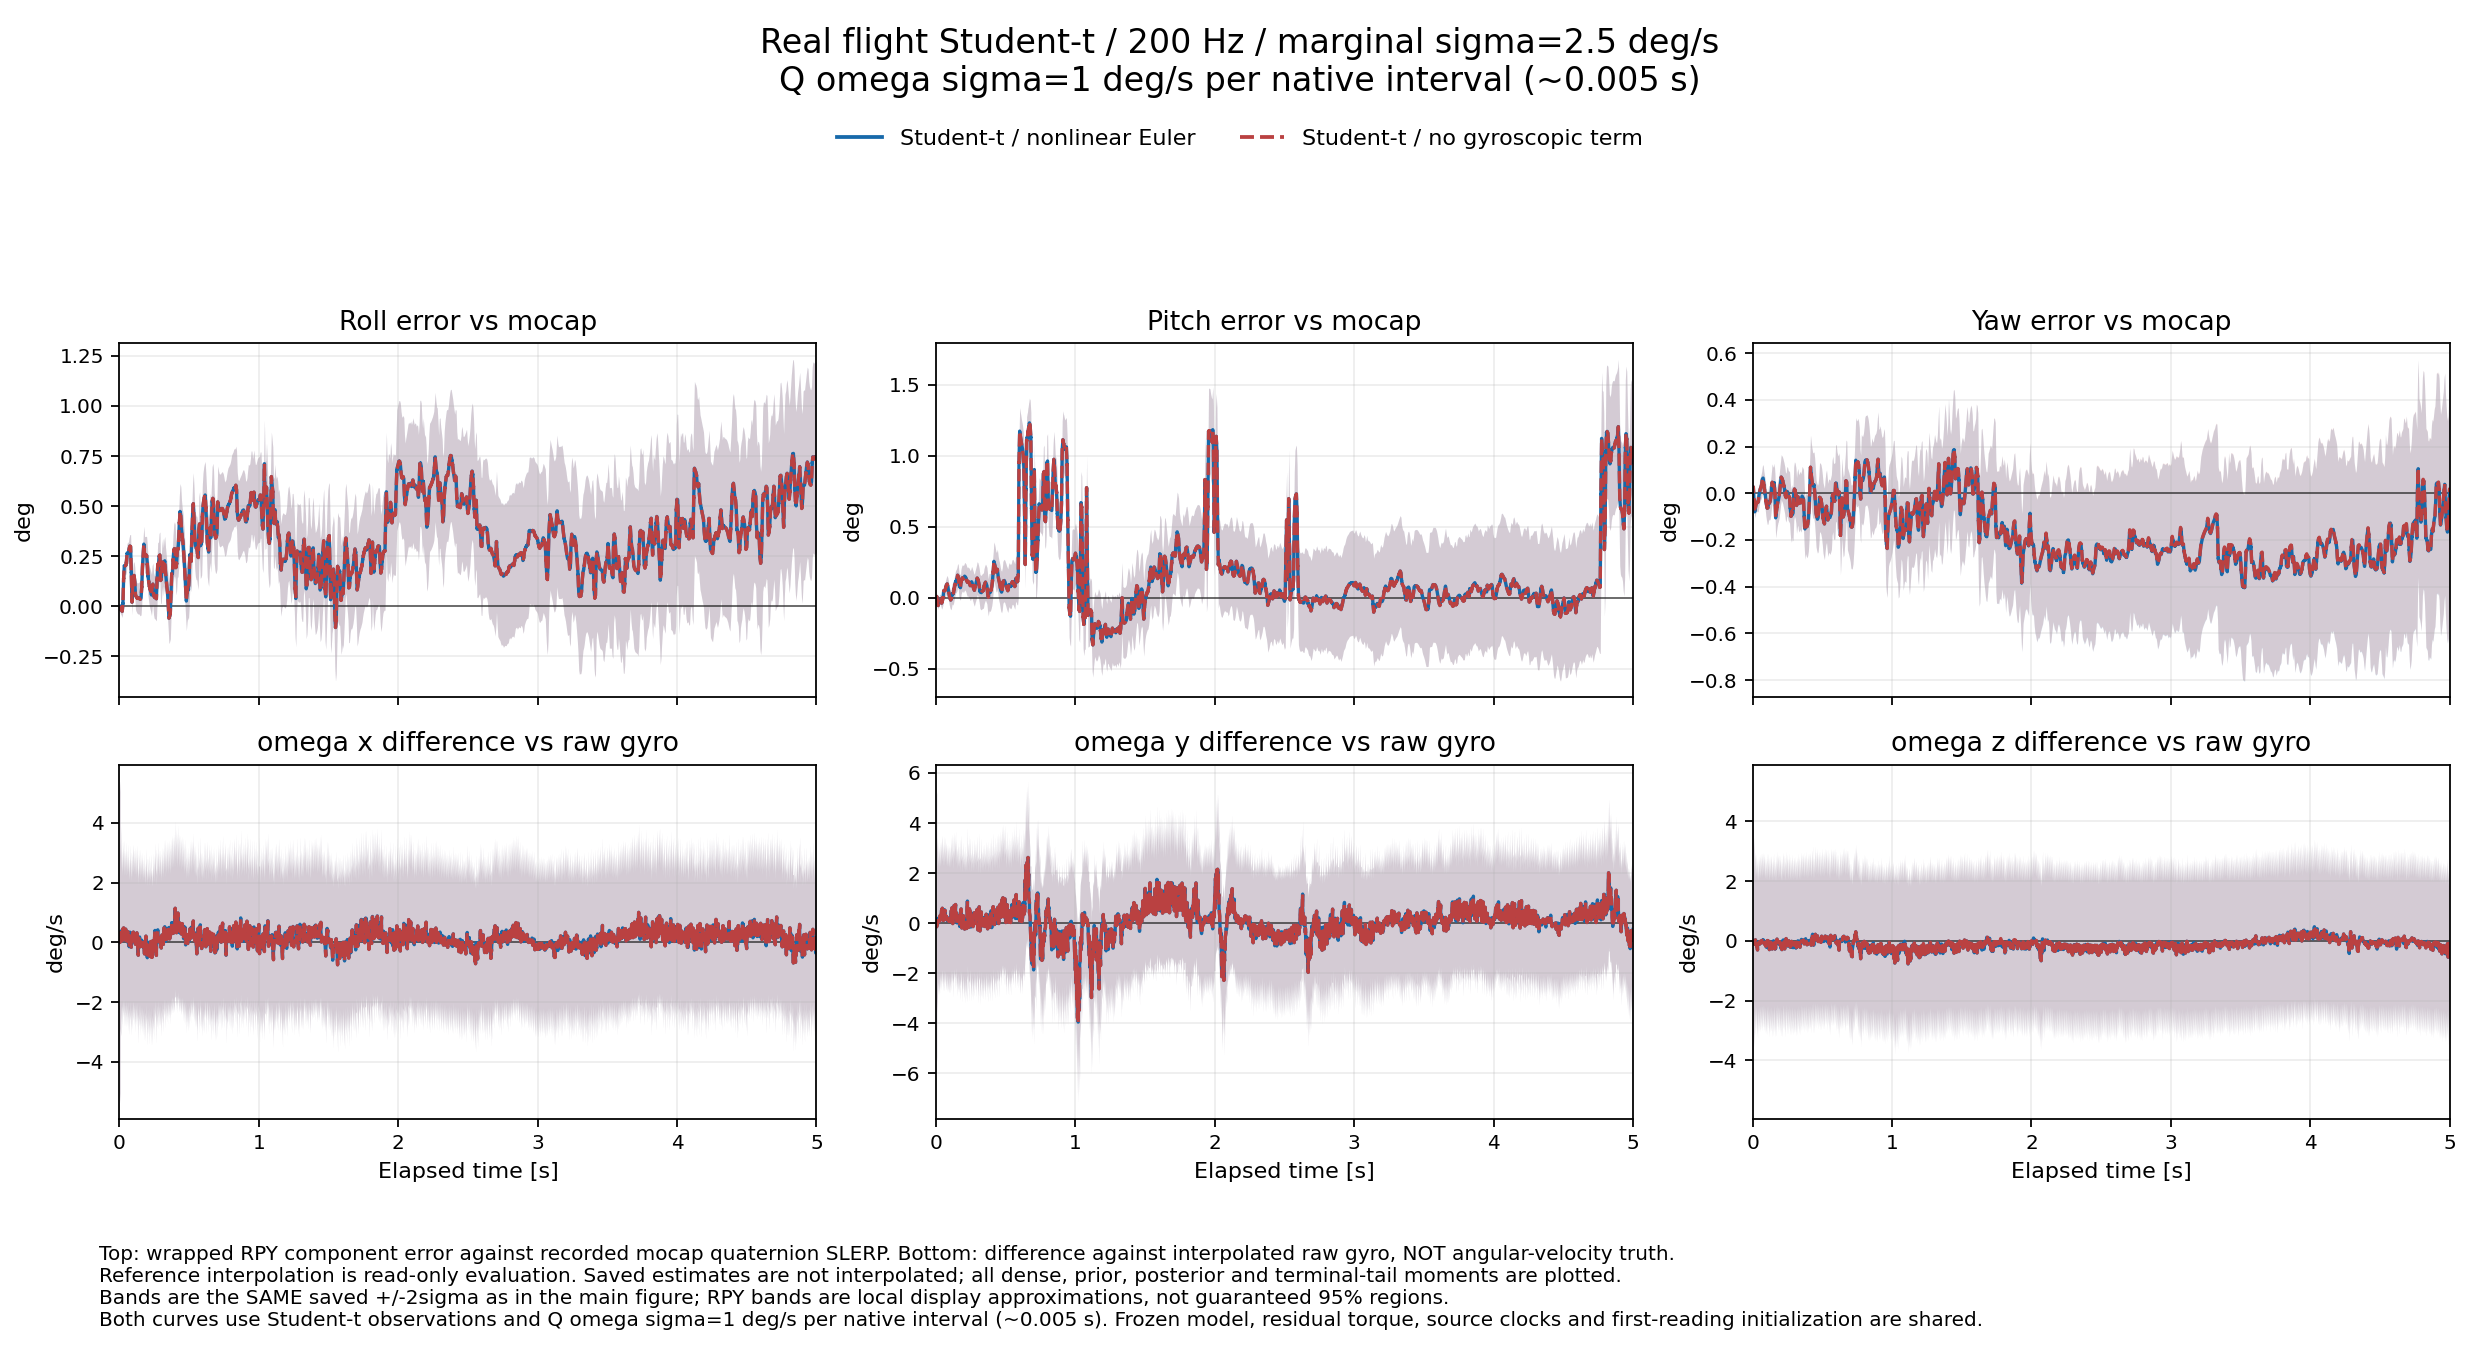 Real flight Student-t / 200 Hz / marginal sigma=2.5 deg/s
Q omega sigma=1 deg/s per native interval (~0.005 s)
Student-t / nonlinear Euler
Student-t / no gyroscopic term
Roll error vs mocap
1.25
1.00
0.75
0.50
0.25
0.00
−0.25
deg
Pitch error vs mocap
1.5
1.0
0.5
0.0
−0.5
deg
Yaw error vs mocap
0.6
0.4
0.2
0.0
−0.2
−0.4
−0.6
−0.8
deg
omega x difference vs raw gyro
4
2
0
−2
−4
deg/s
0 1 2 3 4 5
Elapsed time [s]
omega y difference vs raw gyro
6
4
2
0
−2
−4
−6
deg/s
0 1 2 3 4 5
Elapsed time [s]
omega z difference vs raw gyro
4
2
0
−2
−4
deg/s
0 1 2 3 4 5
Elapsed time [s]
Top: wrapped RPY component error against recorded mocap quaternion SLERP. Bottom: difference against interpolated raw gyro, NOT angular-velocity truth.
Reference interpolation is read-only evaluation. Saved estimates are not interpolated; all dense, prior, posterior and terminal-tail moments are plotted.
Bands are the SAME saved +/-2sigma as in the main figure; RPY bands are local display approximations, not guaranteed 95% regions.
Both curves use Student-t observations and Q omega sigma=1 deg/s per native interval (~0.005 s). Frozen model, residual torque, source clocks and first-reading initialization are shared.